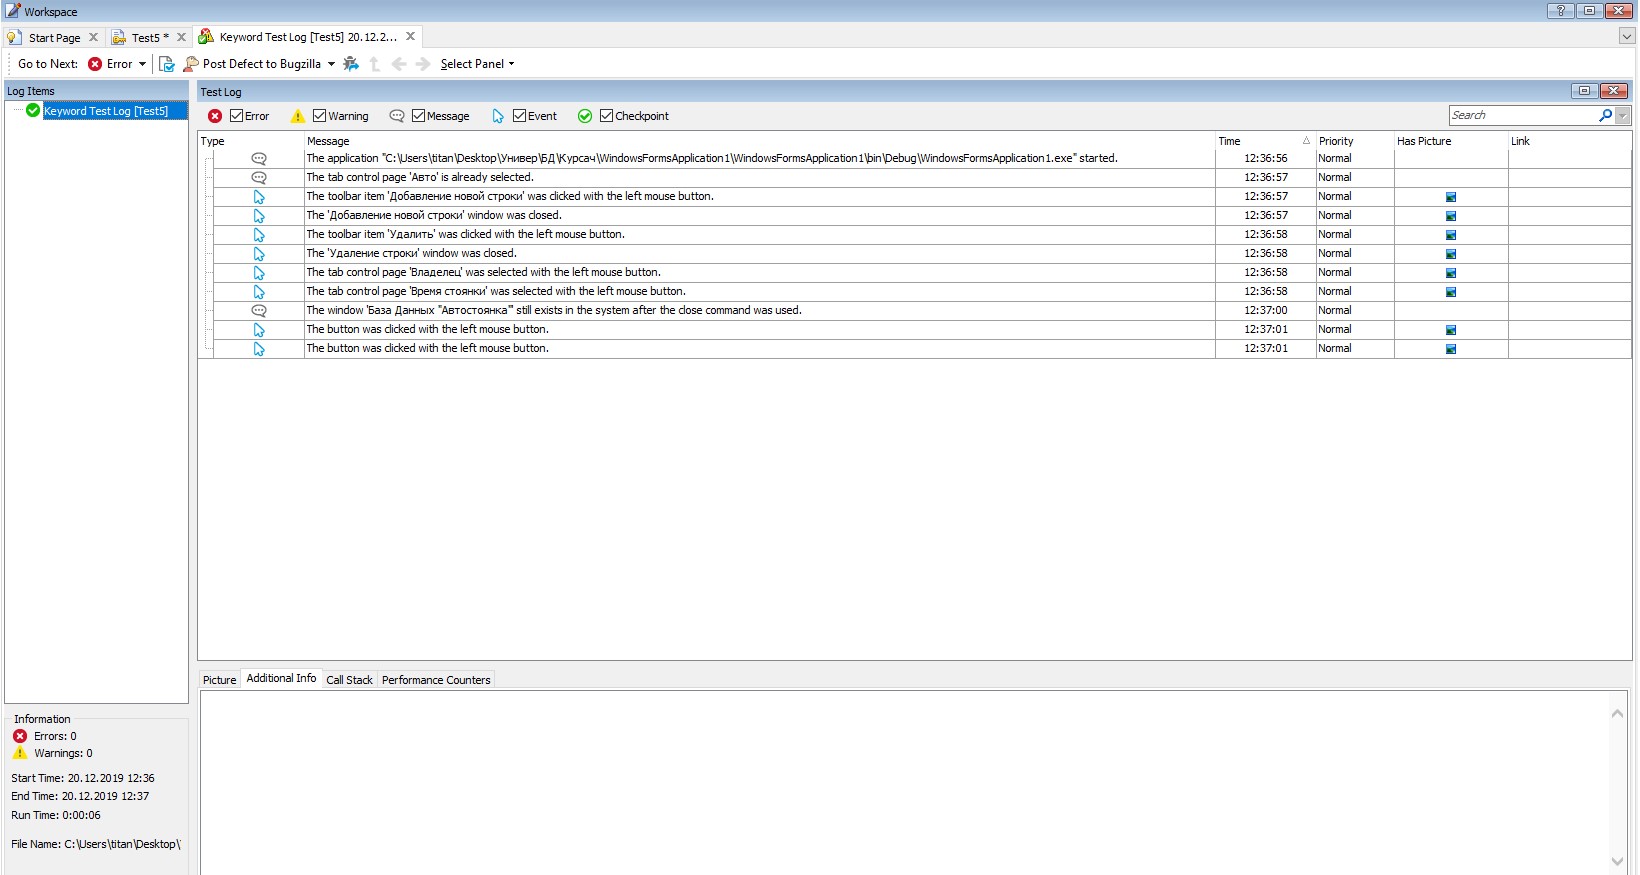 Workspace
Start Page Test5 * Keyword Test Log [Test5] 20.12.2...
Go to Next: Error Post Defect to Bugzilla Select Panel
Log Items
Keyword Test Log [Test5]
Test Log
Error Warning Message Event Checkpoint Search
Type Message Time Priority Has Picture Link
The application "C:\Users\titan\Desktop\Универ\БД\Курсач\WindowsFormsApplication1\WindowsFormsApplication1\bin\Debug\WindowsFormsApplication1.exe" started. 12:36:56 Normal
The tab control page 'Авто' is already selected. 12:36:57 Normal
The toolbar item 'Добавление новой строки' was clicked with the left mouse button. 12:36:57 Normal
The 'Добавление новой строки' window was closed. 12:36:57 Normal
The toolbar item 'Удалить' was clicked with the left mouse button. 12:36:58 Normal
The 'Удаление строки' window was closed. 12:36:58 Normal
The tab control page 'Владелец' was selected with the left mouse button. 12:36:58 Normal
The tab control page 'Время стоянки' was selected with the left mouse button. 12:36:58 Normal
The window 'База Данных "Автостоянка"' still exists in the system after the close command was used. 12:37:00 Normal
The button was clicked with the left mouse button. 12:37:01 Normal
The button was clicked with the left mouse button. 12:37:01 Normal
Picture Additional Info Call Stack Performance Counters
Information
Errors: 0
Warnings: 0
Start Time: 20.12.2019 12:36
End Time: 20.12.2019 12:37
Run Time: 0:00:06
File Name: C:\Users\titan\Desktop\